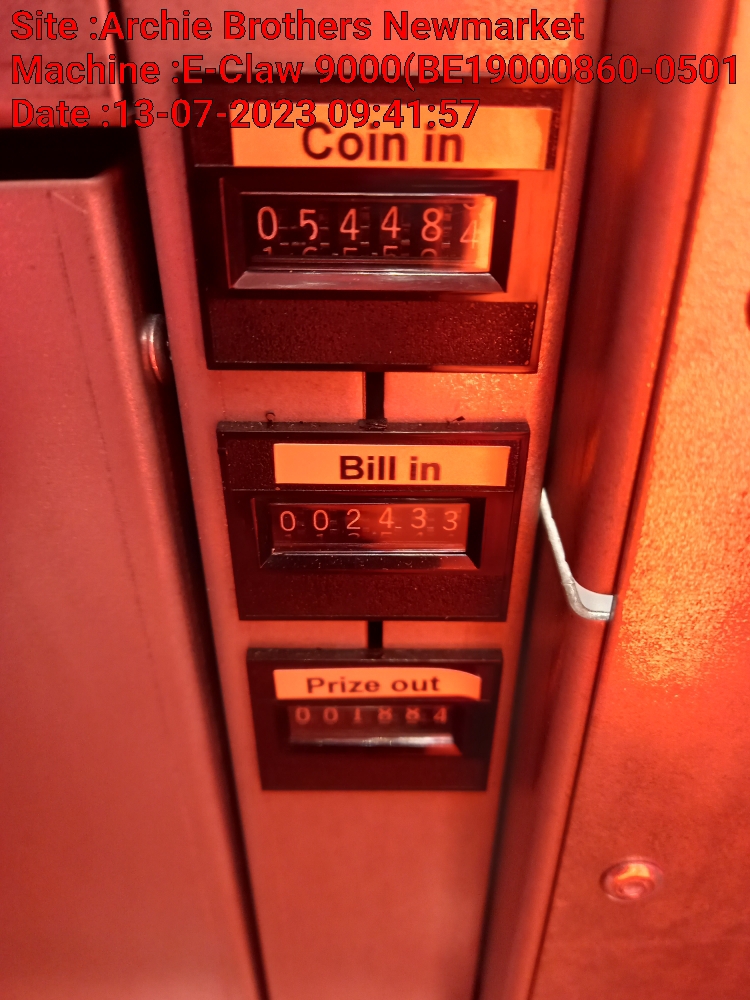 Site :Archie Brothers Newmarket
Machine :E-Claw 9000(BE19000860-0501
Date :13-07-2023 09:41:57
Coin in
054484
Bill in
002433
Prize out
001884